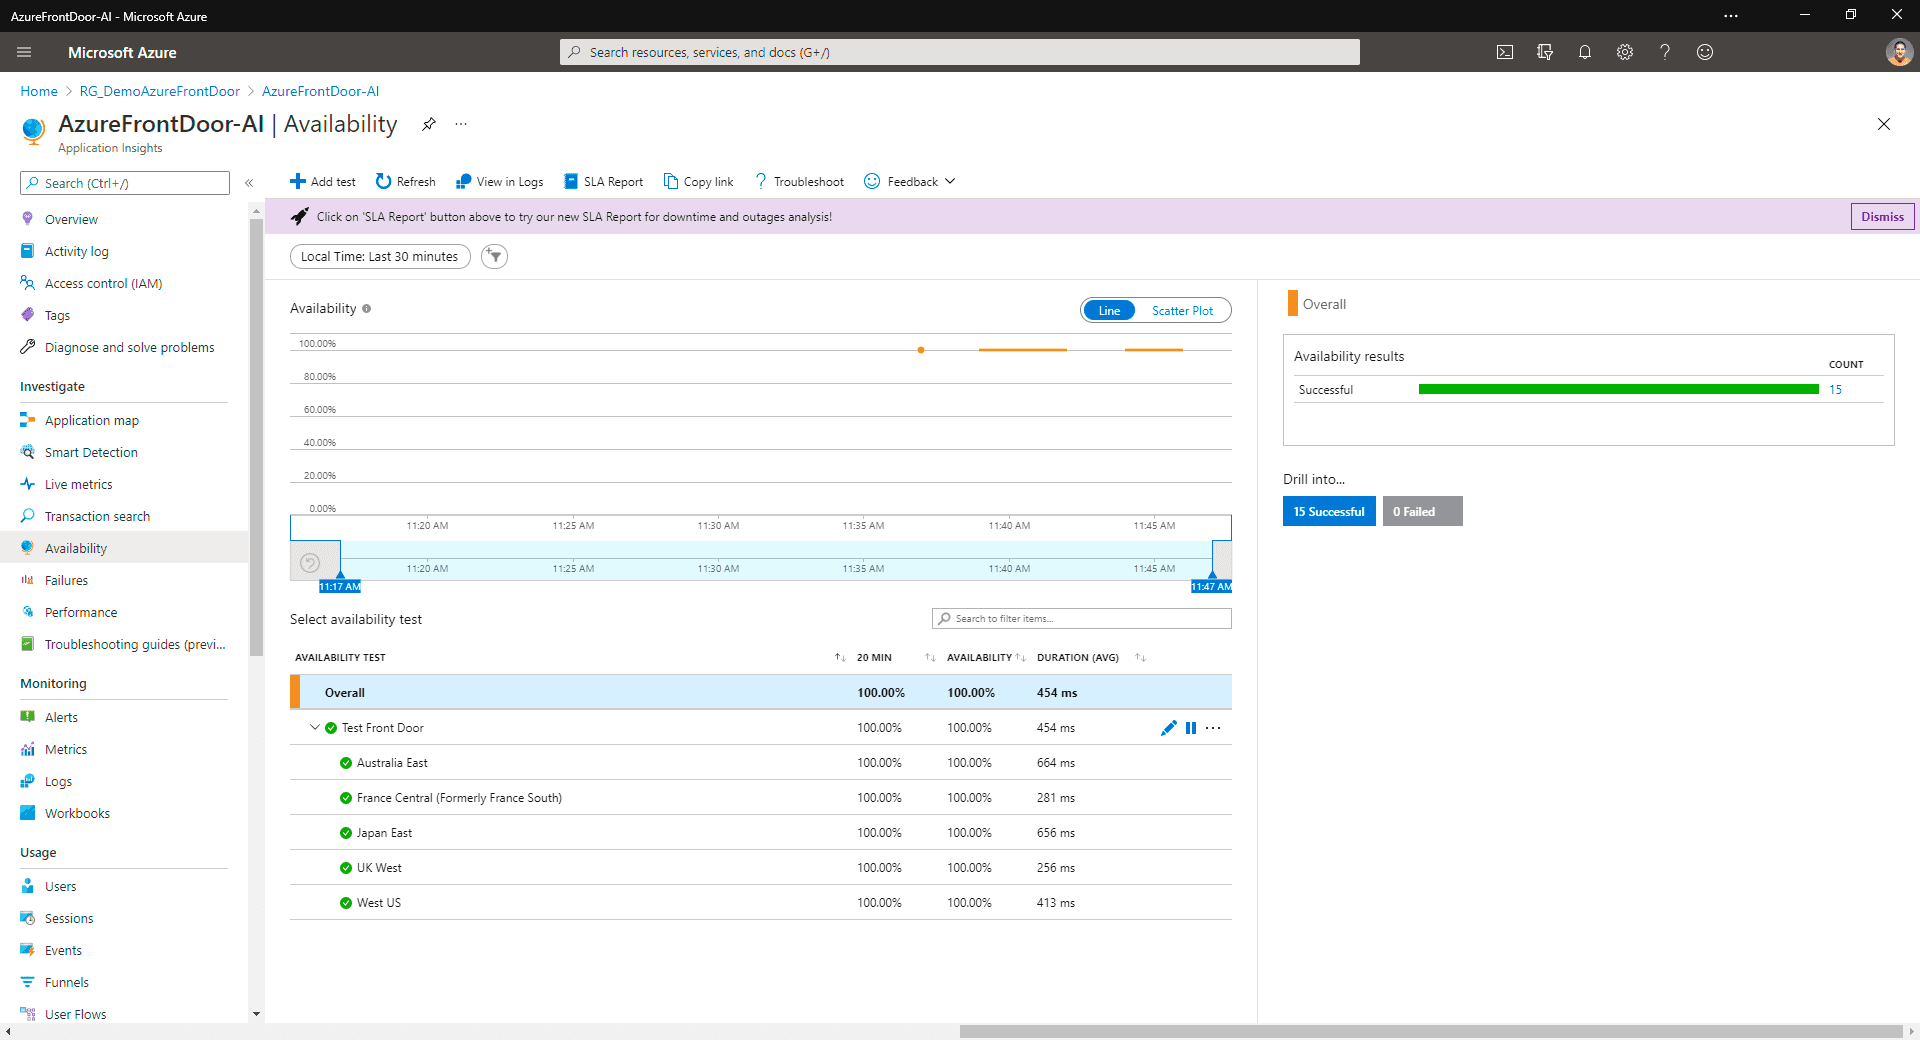 AzureFrontDoor-AI - Microsoft Azure
Microsoft Azure
Search resources, services, and docs (G+/)
Home > RG_DemoAzureFrontDoor > AzureFrontDoor-AI
AzureFrontDoor-AI | Availability
Application Insights
Search (Ctrl+/)
Overview
Activity log
Access control (IAM)
Tags
Diagnose and solve problems
Investigate
Application map
Smart Detection
Live metrics
Transaction search
Availability
Failures
Performance
Troubleshooting guides (previ...
Monitoring
Alerts
Metrics
Logs
Workbooks
Usage
Users
Sessions
Events
Funnels
User Flows
Add test Refresh View in Logs SLA Report Copy link Troubleshoot Feedback
Click on 'SLA Report' button above to try our new SLA Report for downtime and outages analysis!
Dismiss
Local Time: Last 30 minutes
Availability
Line Scatter Plot
100.00%
80.00%
60.00%
40.00%
20.00%
0.00%
11:20 AM 11:25 AM 11:30 AM 11:35 AM 11:40 AM 11:45 AM
11:20 AM 11:25 AM 11:30 AM 11:35 AM 11:40 AM 11:45 AM
11:17 AM 11:47 AM
Select availability test
Search to filter items...
AVAILABILITY TEST 20 MIN AVAILABILITY DURATION (AVG)
Overall 100.00% 100.00% 454 ms
Test Front Door 100.00% 100.00% 454 ms
Australia East 100.00% 100.00% 664 ms
France Central (Formerly France South) 100.00% 100.00% 281 ms
Japan East 100.00% 100.00% 656 ms
UK West 100.00% 100.00% 256 ms
West US 100.00% 100.00% 413 ms
Overall
Availability results
COUNT
Successful 15
Drill into...
15 Successful 0 Failed